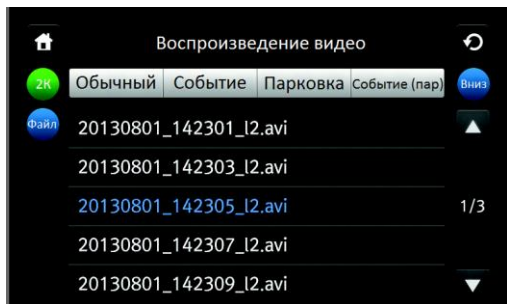 Воспроизведение видео
2K
Обычный Событие Парковка Событие (пар)
Вниз
Файл
20130801_142301_l2.avi
20130801_142303_l2.avi
20130801_142305_l2.avi
1/3
20130801_142307_l2.avi
20130801_142309_l2.avi